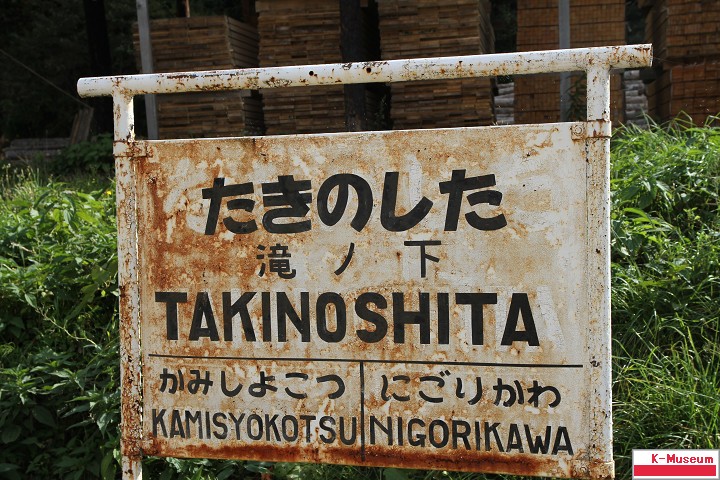 たきのした
滝ノ下
TAKINOSHITA
かみしよこつ
にごりかわ
KAMISYOKOTSU
NIGORIKAWA
K-Museum